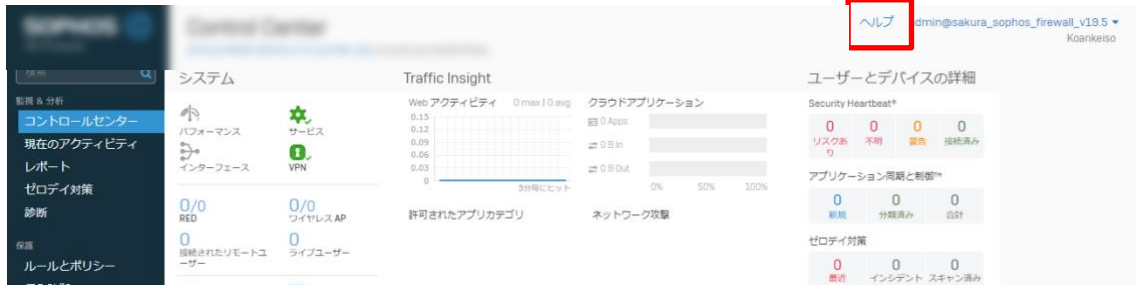 SOPHOS
Control Center
ヘルプ
admin@sakura_sophos_firewall_v19.5
Koankeiso
検索
監視 & 分析
コントロールセンター
現在のアクティビティ
レポート
ゼロデイ対策
診断
保護
ルールとポリシー
システム
パフォーマンス
サービス
インターフェース
VPN
0/0
RED
0/0
ワイヤレス AP
0
接続されたリモートユ
ーザー
0
ライブユーザー
Traffic Insight
Web アクティビティ 0 max | 0 avg
0.15
0.12
0.09
0.06
0.03
0
5分毎にヒット
クラウドアプリケーション
0 Apps
0 B In
0 B Out
0% 50% 100%
許可されたアプリカテゴリ
ネットワーク攻撃
ユーザーとデバイスの詳細
Security Heartbeat®
0 0 0 0
リスクあ 不明 警告 接続済み
り
アプリケーション同期と制御™
0 0 0
新規 分類済み 合計
ゼロデイ対策
0 0 0
最近 インシデント スキャン済み